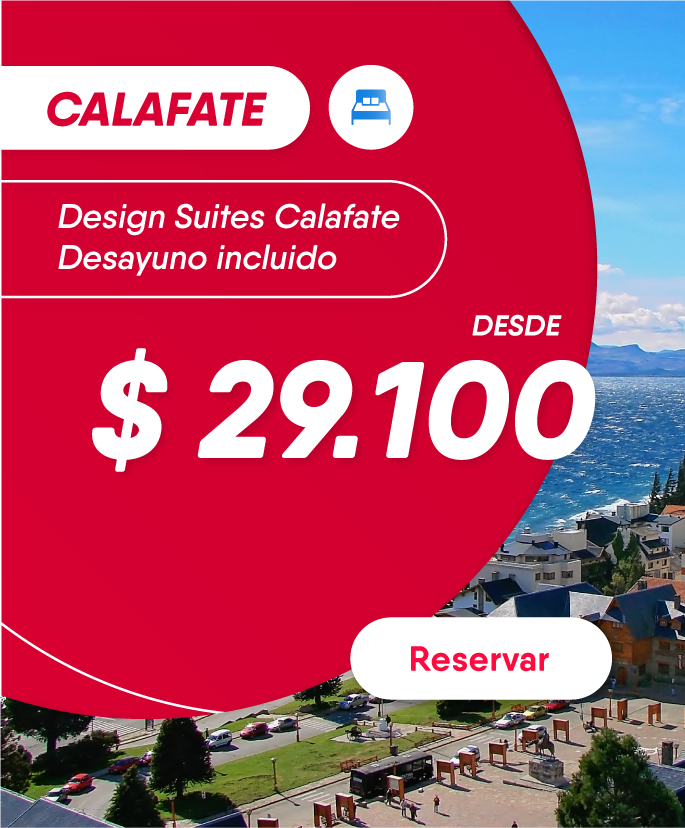 CALAFATE
Design Suites Calafate
Desayuno incluido
DESDE
$ 29.100
Reservar